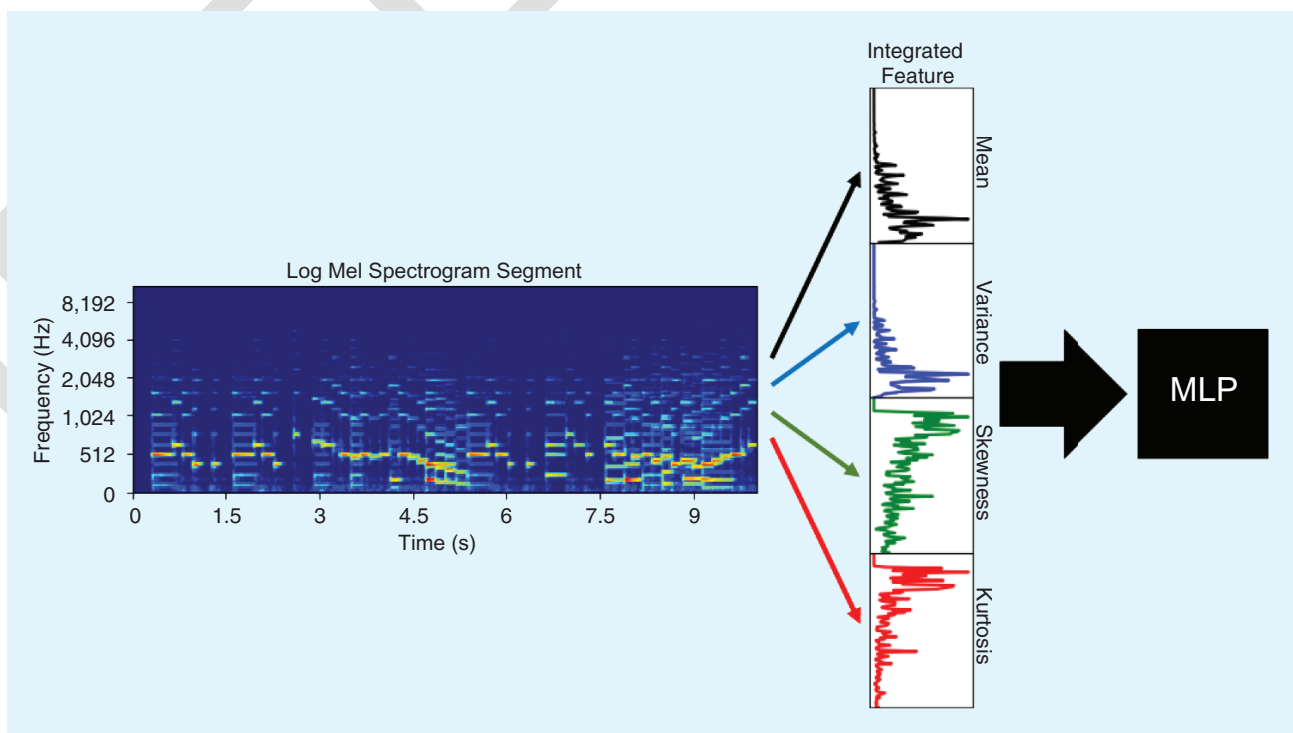 Integrated
Feature
Mean
Variance
Skewness
Kurtosis
MLP
Log Mel Spectrogram Segment
Frequency (Hz)
8,192
4,096
2,048
1,024
512
0
0 1.5 3 4.5 6 7.5 9
Time (s)